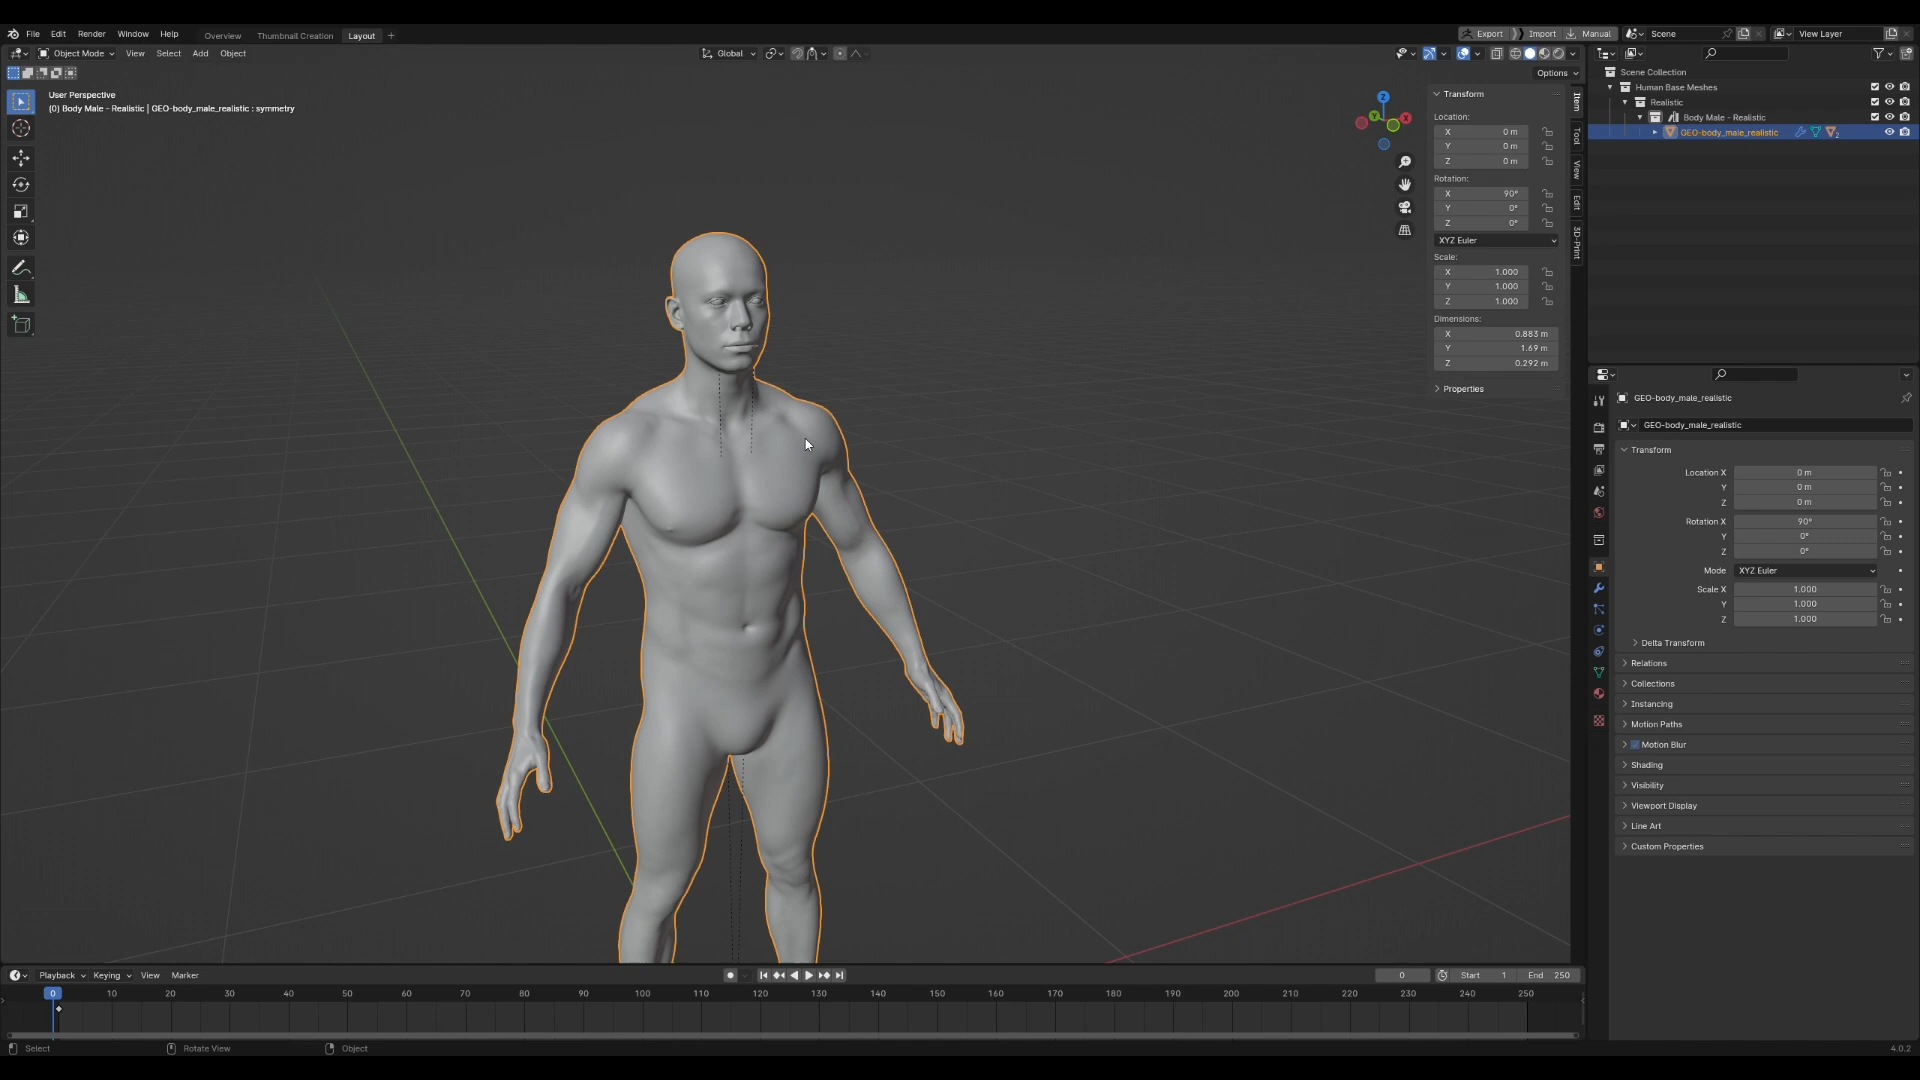 File Edit Render Window Help Overview Thumbnail Creation Layout + Export Import Manual Scene View Layer
Object Mode View Select Add Object Global
Options
User Perspective
(0) Body Male - Realistic | GEO-body_male_realistic : symmetry
Z
Y X
Transform
Location:
X 0 m
Y 0 m
Z 0 m
Rotation:
X 90°
Y 0°
Z 0°
XYZ Euler
Scale:
X 1.000
Y 1.000
Z 1.000
Dimensions:
X 0.883 m
Y 1.69 m
Z 0.292 m
Properties
Item
Tool
View
Edit
3D-Print
Scene Collection
Human Base Meshes
Realistic
Body Male - Realistic
GEO-body_male_realistic 2
GEO-body_male_realistic
GEO-body_male_realistic
Transform
Location X 0 m
Y 0 m
Z 0 m
Rotation X 90°
Y 0°
Z 0°
Mode XYZ Euler
Scale X 1.000
Y 1.000
Z 1.000
Delta Transform
Relations
Collections
Instancing
Motion Paths
Motion Blur
Shading
Visibility
Viewport Display
Line Art
Custom Properties
Playback Keying View Marker 0 Start 1 End 250
0 10 20 30 40 50 60 70 80 90 100 110 120 130 140 150 160 170 180 190 200 210 220 230 240 250
Select Rotate View Object 4.0.2